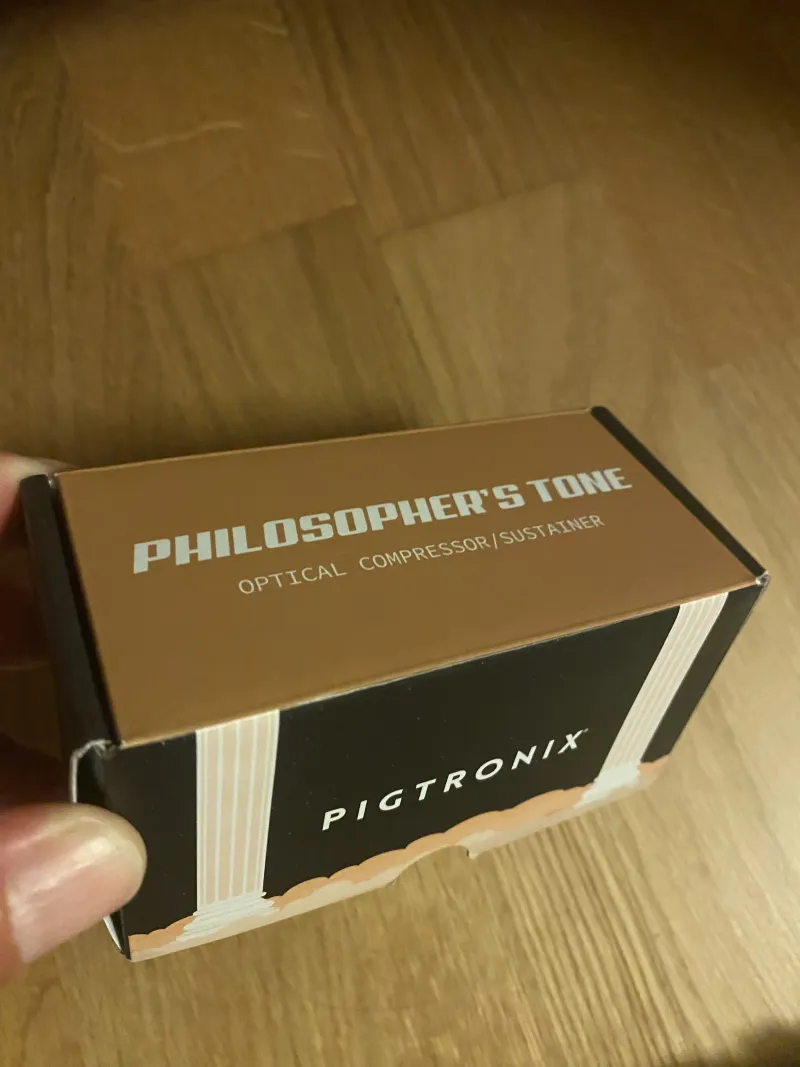 PHILOSOPHER'S TONE
OPTICAL COMPRESSOR/SUSTAINER
PIGTRONIX